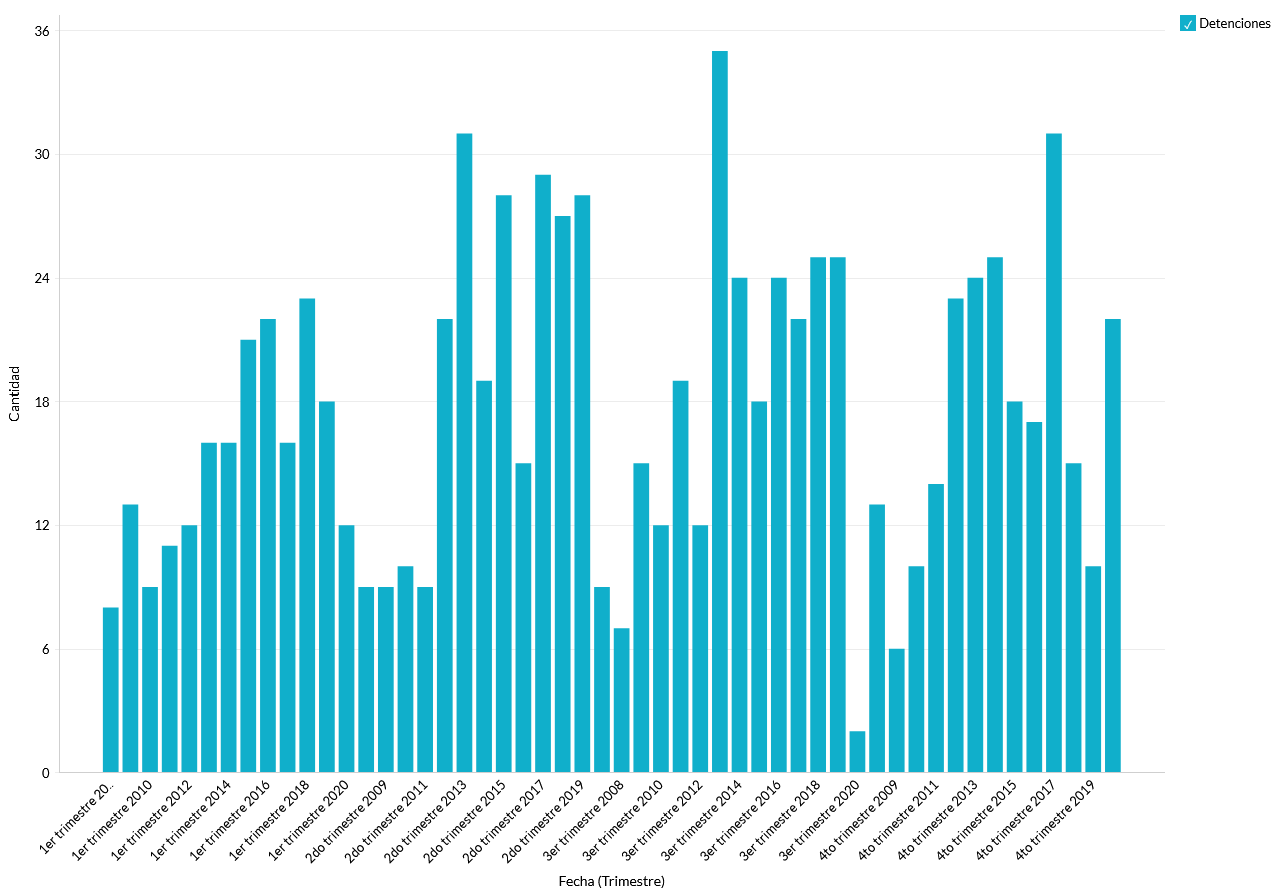 36
30
24
18
12
6
0
Cantidad
Detenciones
1er trimestre 20..
1er trimestre 2010
1er trimestre 2012
1er trimestre 2014
1er trimestre 2016
1er trimestre 2018
1er trimestre 2020
2do trimestre 2009
2do trimestre 2011
2do trimestre 2013
2do trimestre 2015
2do trimestre 2017
2do trimestre 2019
3er trimestre 2008
3er trimestre 2010
3er trimestre 2012
3er trimestre 2014
3er trimestre 2016
3er trimestre 2018
3er trimestre 2020
4to trimestre 2009
4to trimestre 2011
4to trimestre 2013
4to trimestre 2015
4to trimestre 2017
4to trimestre 2019
Fecha (Trimestre)